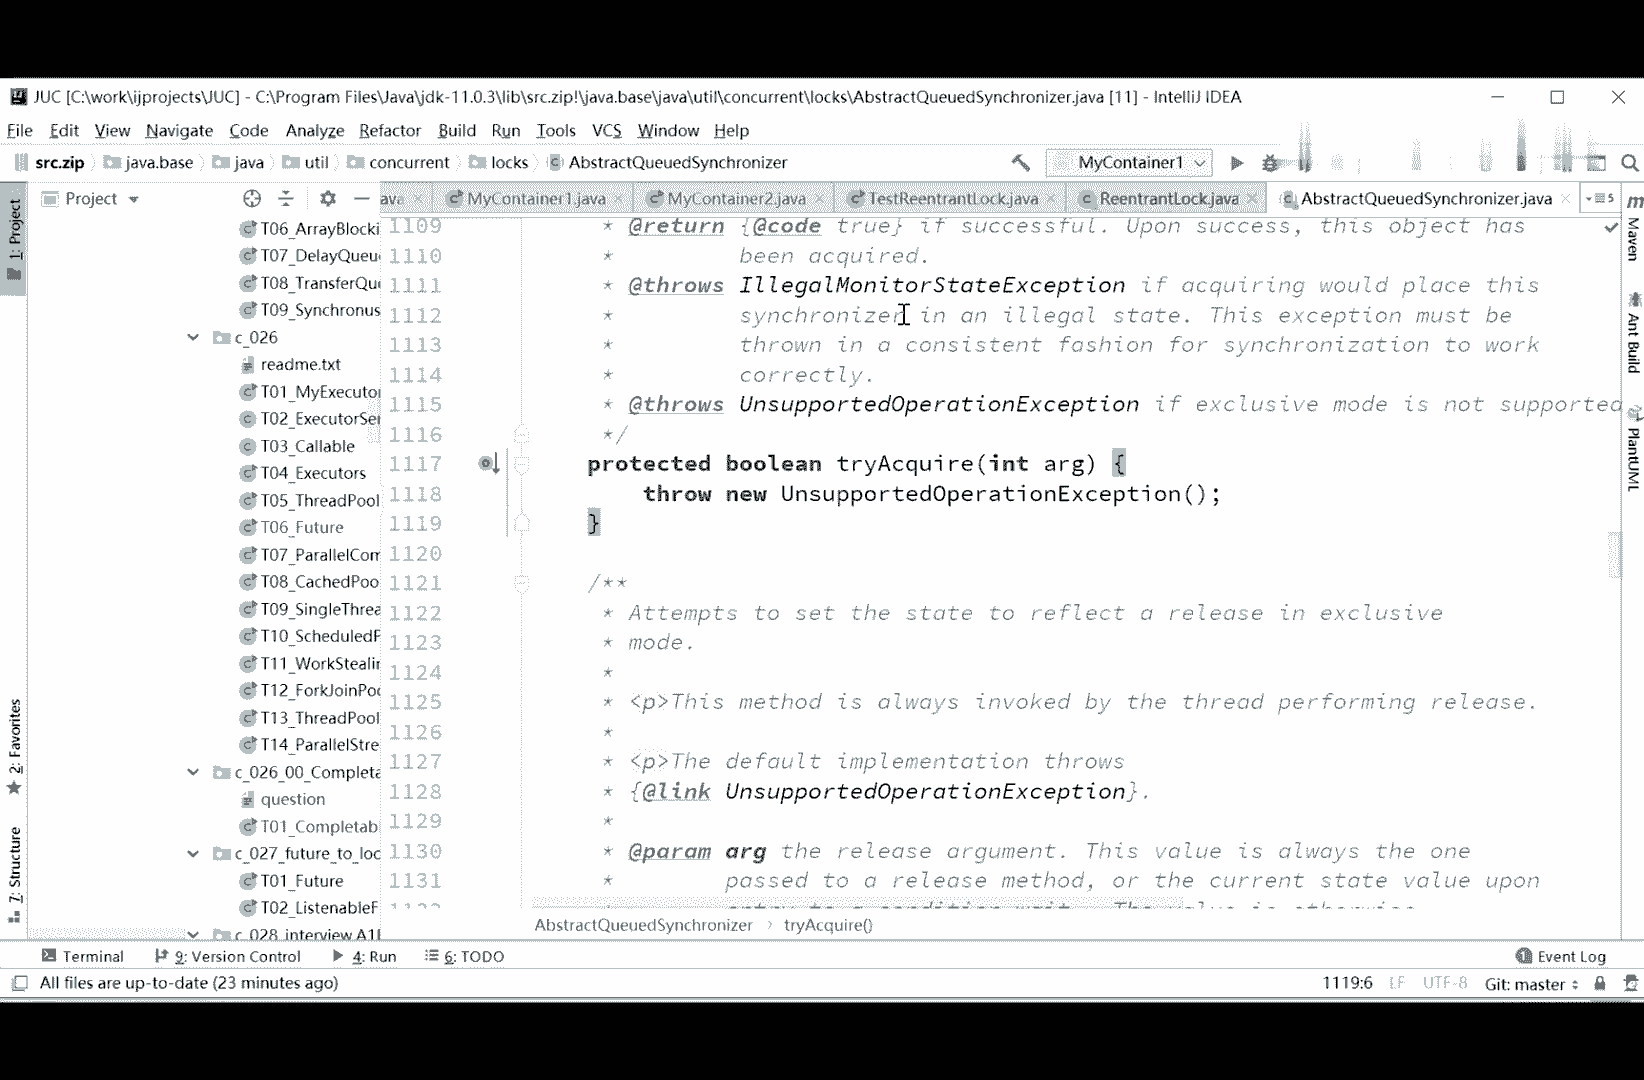 JUC [C:\work\ijprojects\JUC] - C:\Program Files\Java\jdk-11.0.3\lib\src.zip!\java.base\java\util\concurrent\locks\AbstractQueuedSynchronizer.java [11] - IntelliJ IDEA
File Edit View Navigate Code Analyze Refactor Build Run Tools VCS Window Help
src.zip java.base java util concurrent locks AbstractQueuedSynchronizer MyContainer1
Project ava MyContainer1.java MyContainer2.java TestReentrantLock.java ReentrantLock.java AbstractQueuedSynchronizer.java 5
1: Project
2: Favorites
7: Structure
T06_ArrayBlocki
T07_DelayQueu
T08_TransferQu
T09_Synchronus
c_026
readme.txt
T01_MyExecutor
T02_ExecutorSer
T03_Callable
T04_Executors
T05_ThreadPool
T06_Future
T07_ParallelCom
T08_CachedPoo
T09_SingleThrea
T10_ScheduledP
T11_WorkStealin
T12_ForkJoinPoo
T13_ThreadPool
T14_ParallelStre
c_026_00_Completa
question
T01_Completab
c_027_future_to_loc
T01_Future
T02_ListenableF
c_028_interview A1
1109 * @return {@code true} if successful. Upon success, this object has
1110 * been acquired.
1111 * @throws IllegalMonitorStateException if acquiring would place this
1112 * synchronizer in an illegal state. This exception must be
1113 * thrown in a consistent fashion for synchronization to work
1114 * correctly.
1115 * @throws UnsupportedOperationException if exclusive mode is not supported
1116 */
1117 protected boolean tryAcquire(int arg) {
1118 throw new UnsupportedOperationException();
1119 }
1120
1121 /**
1122 * Attempts to set the state to reflect a release in exclusive
1123 * mode.
1124 *
1125 * <p>This method is always invoked by the thread performing release.
1126 *
1127 * <p>The default implementation throws
1128 * {@link UnsupportedOperationException}.
1129 *
1130 * @param arg the release argument. This value is always the one
1131 * passed to a release method, or the current state value upon
AbstractQueuedSynchronizer tryAcquire()
Maven
Ant Build
PlantUML
Terminal 9: Version Control 4: Run 6: TODO 1 Event Log
All files are up-to-date (23 minutes ago) 1119:6 LF UTF-8 Git: master